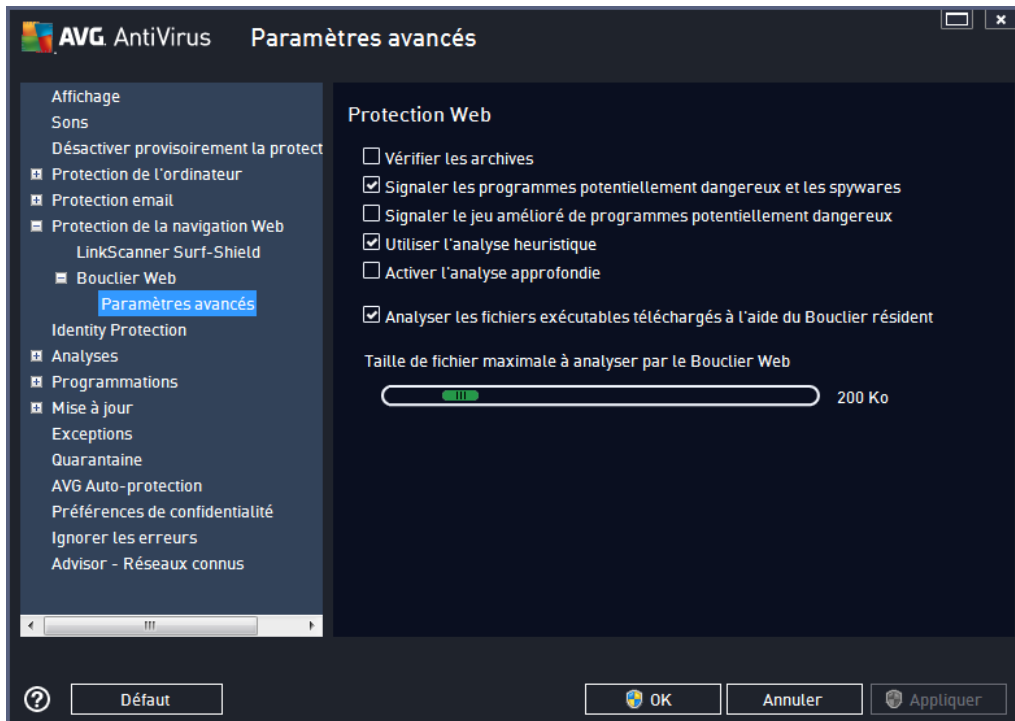 AVG. AntiVirus Paramètres avancés
Affichage
Sons
Désactiver provisoirement la protect
Protection de l'ordinateur
Protection email
Protection de la navigation Web
LinkScanner Surf-Shield
Bouclier Web
Paramètres avancés
Identity Protection
Analyses
Programmations
Mise à jour
Exceptions
Quarantaine
AVG Auto-protection
Préférences de confidentialité
Ignorer les erreurs
Advisor - Réseaux connus
Protection Web
Vérifier les archives
Signaler les programmes potentiellement dangereux et les spywares
Signaler le jeu amélioré de programmes potentiellement dangereux
Utiliser l'analyse heuristique
Activer l'analyse approfondie
Analyser les fichiers exécutables téléchargés à l'aide du Bouclier résident
Taille de fichier maximale à analyser par le Bouclier Web
200 Ko
? Défaut OK Annuler Appliquer